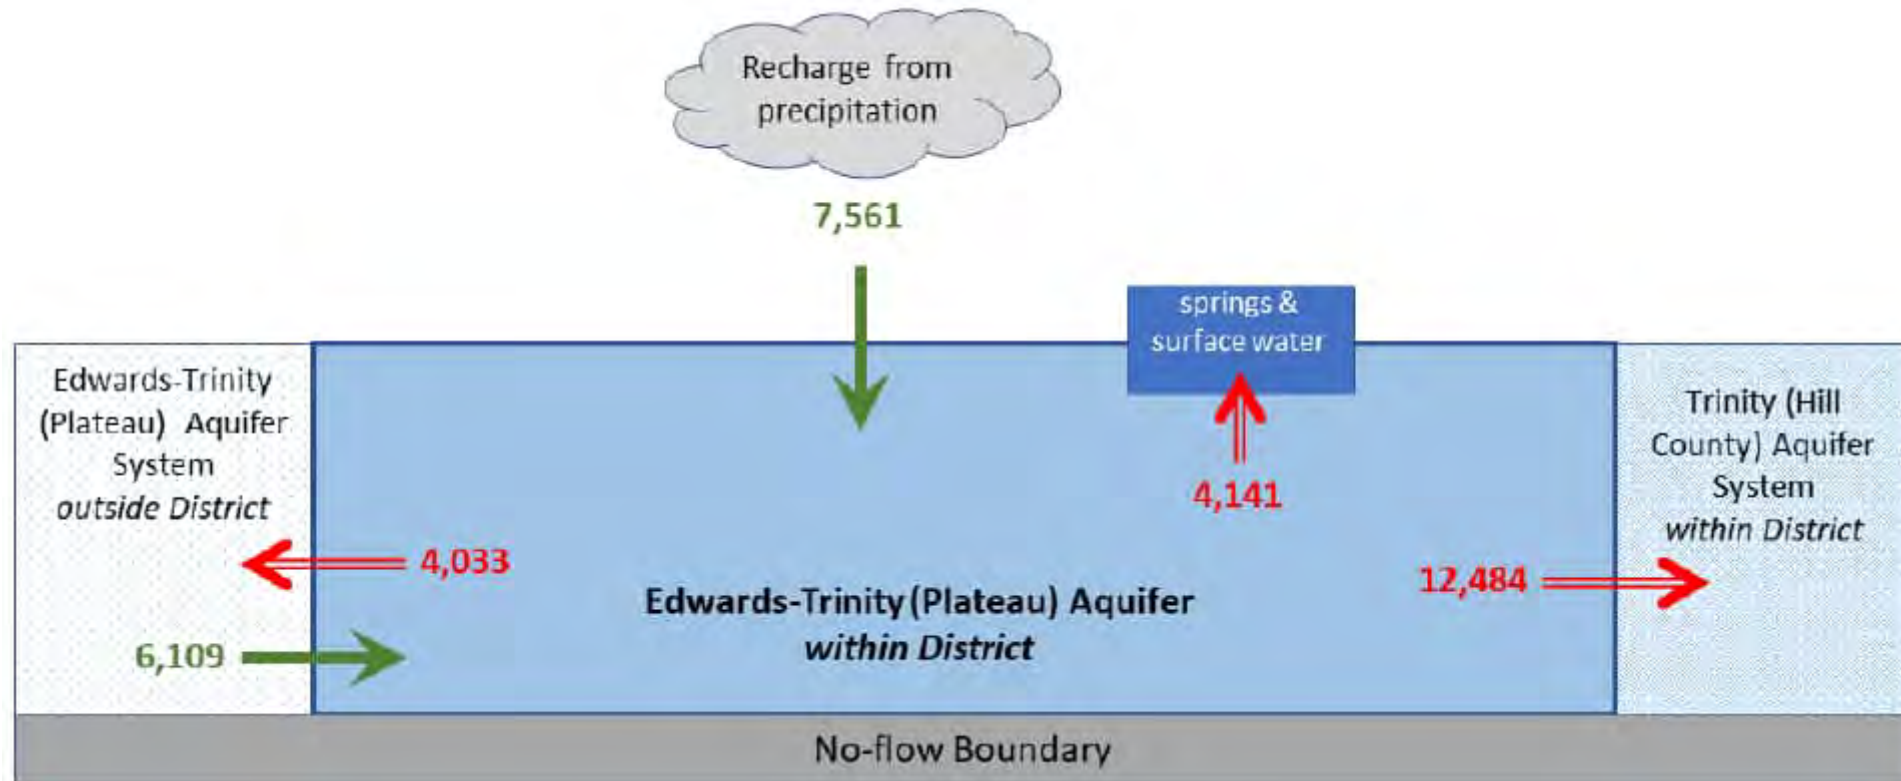 Recharge from
precipitation
7,561
springs &
surface water
Edwards-Trinity
(Plateau) Aquifer
System
outside District
Trinity (Hill
County) Aquifer
System
within District
4,141
4,033
12,484
Edwards-Trinity (Plateau) Aquifer
within District
6,109
No-flow Boundary